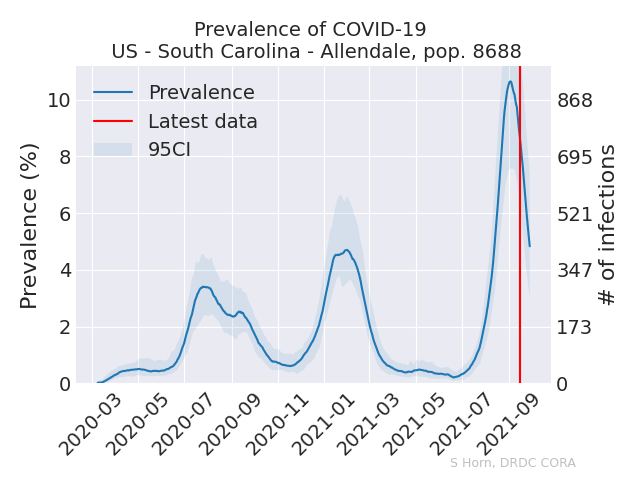 Prevalence of COVID-19
US - South Carolina - Allendale, pop. 8688
Prevalence
Latest data
95CI
Prevalence (%)
10
8
6
4
2
0
868
695
521
347
173
0
# of infections
2020-03
2020-05
2020-07
2020-09
2020-11
2021-01
2021-03
2021-05
2021-07
2021-09
S Horn, DRDC CORA